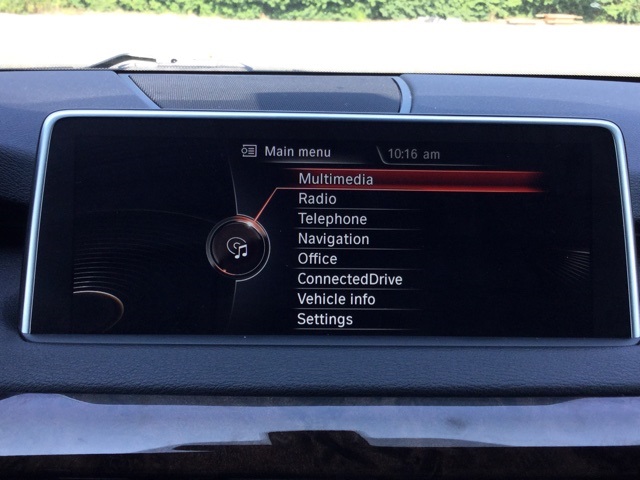 Main menu 10:16 am
Multimedia
Radio
Telephone
Navigation
Office
ConnectedDrive
Vehicle info
Settings